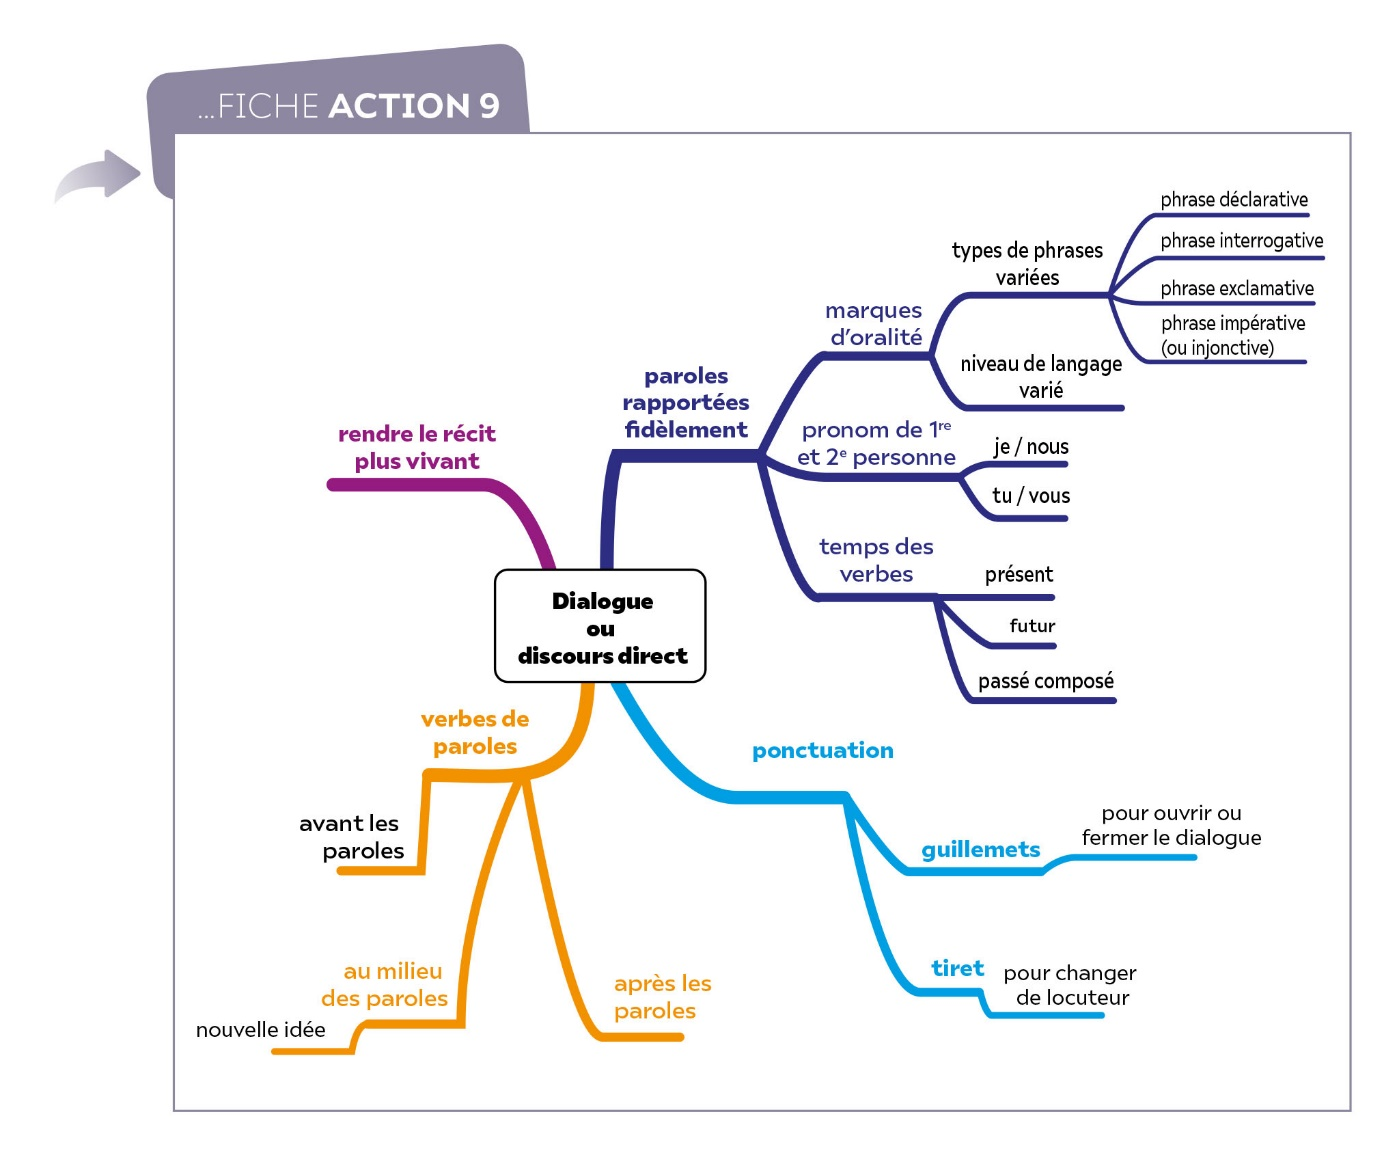 ...FICHE ACTION 9
phrase déclarative
phrase interrogative
phrase exclamative
phrase impérative
(ou injonctive)
types de phrases
variées
marques
d’oralité
niveau de langage
varié
paroles
rapportées
fidèlement
pronom de 1re
et 2e personne
je / nous
tu / vous
temps des
verbes
présent
futur
passé composé
rendre le récit
plus vivant
Dialogue
ou
discours direct
verbes de
paroles
avant les
paroles
au milieu
des paroles
nouvelle idée
après les
paroles
ponctuation
guillemets
pour ouvrir ou
fermer le dialogue
tiret
pour changer
de locuteur